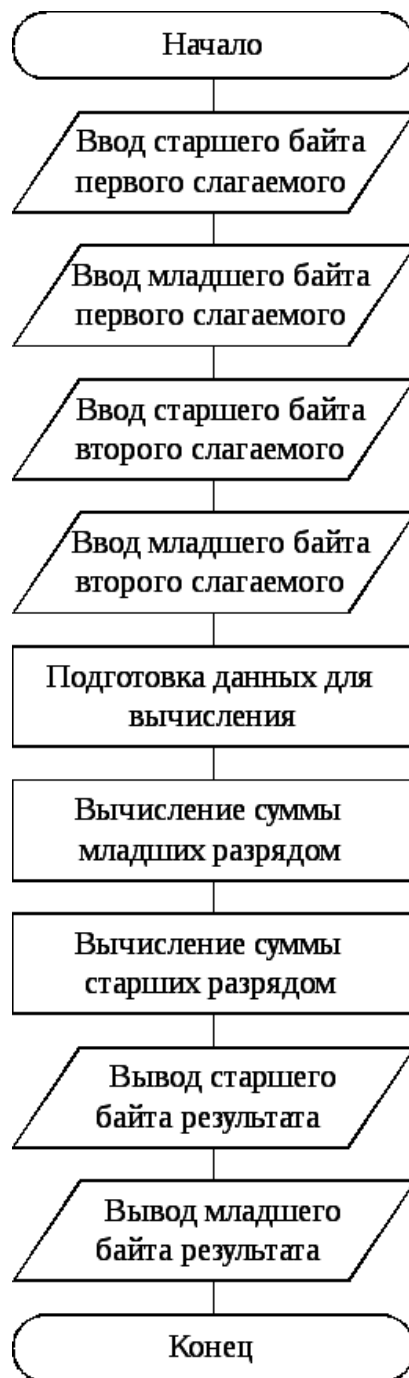 Начало
Ввод старшего байта
первого слагаемого
Ввод младшего байта
первого слагаемого
Ввод старшего байта
второго слагаемого
Ввод младшего байта
второго слагаемого
Подготовка данных для
вычисления
Вычисление суммы
младших разрядом
Вычисление суммы
старших разрядом
Вывод старшего
байта результата
Вывод младшего
байта результата
Конец